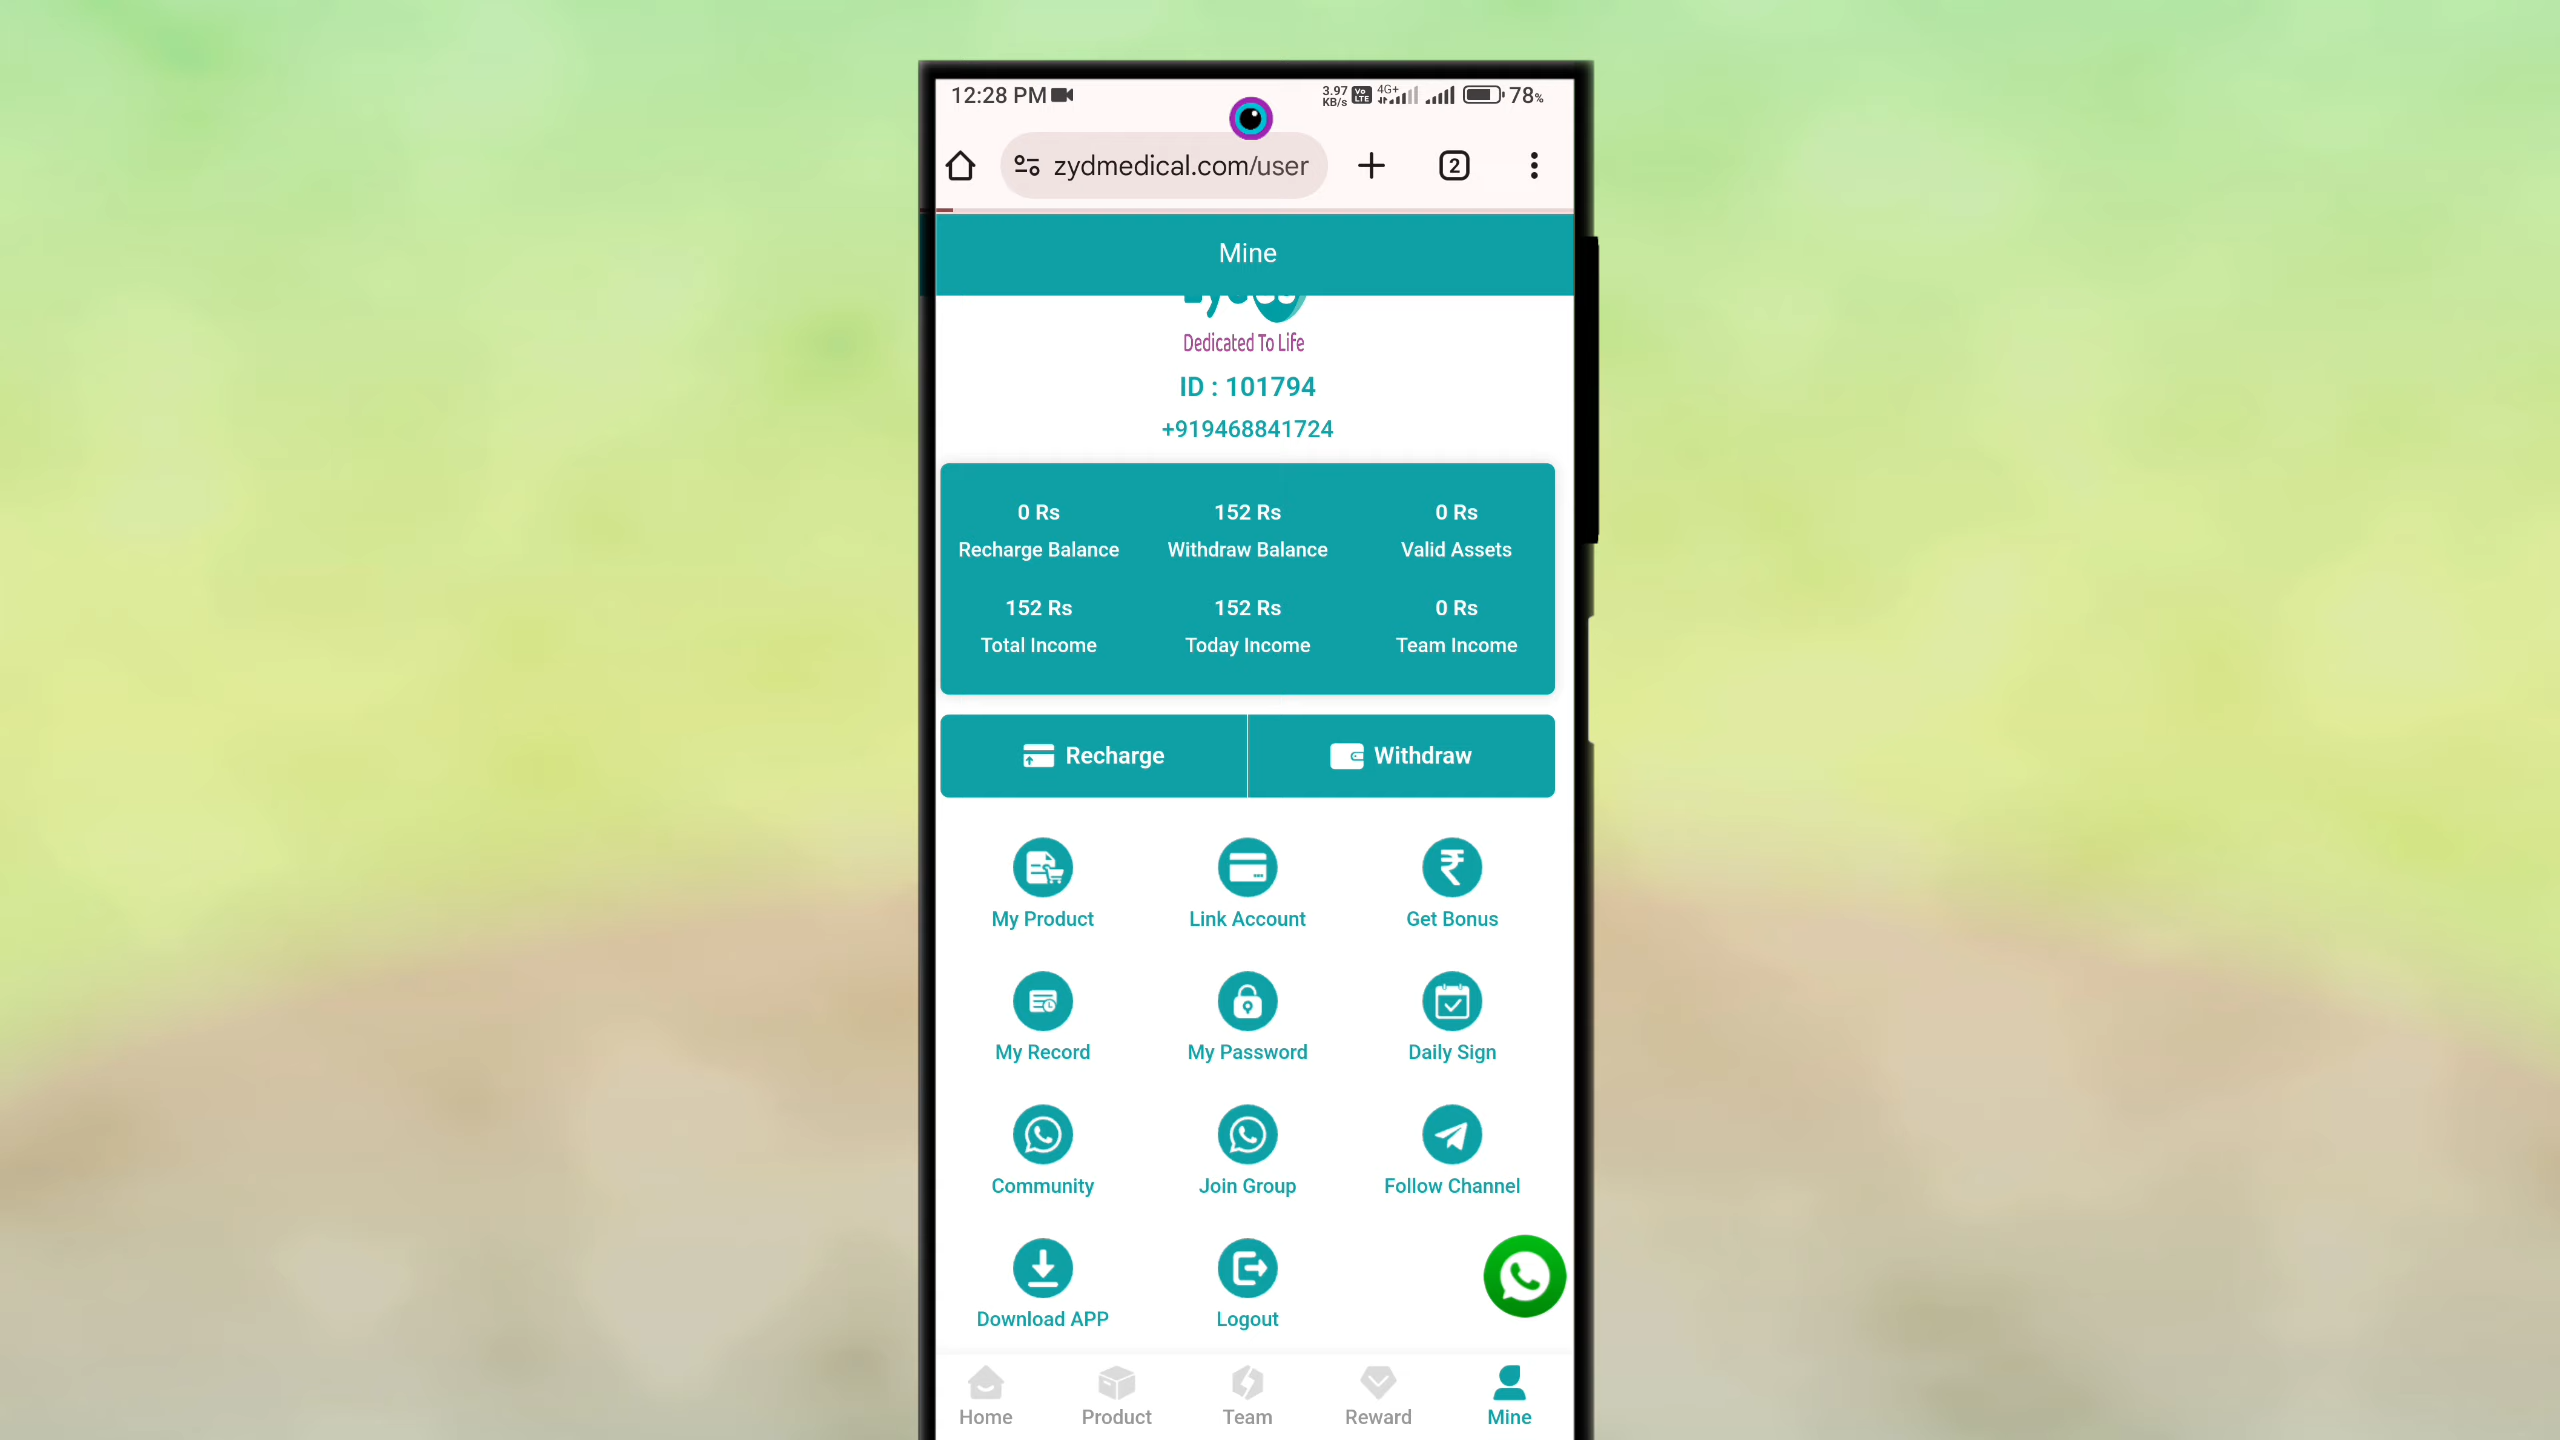 12:28 PM 3.97 KB/s Vo LTE 4G+ 78%
zydmedical.com/user 2
Mine
Dedicated To Life
ID : 101794
+919468841724
0 Rs 152 Rs 0 Rs
Recharge Balance Withdraw Balance Valid Assets
152 Rs 152 Rs 0 Rs
Total Income Today Income Team Income
Recharge Withdraw
My Product Link Account Get Bonus
My Record My Password Daily Sign
Community Join Group Follow Channel
Download APP Logout
Home Product Team Reward Mine